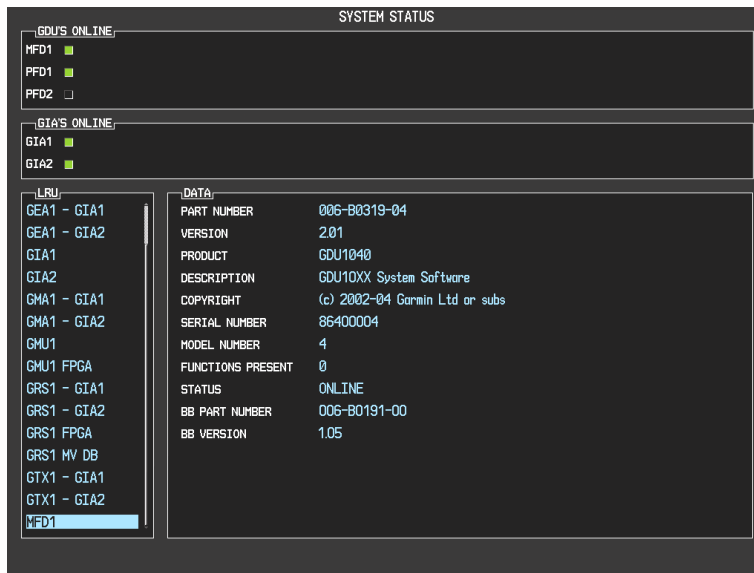 SYSTEM STATUS
GDU'S ONLINE
MFD1
PFD1
PFD2
GIA'S ONLINE
GIA1
GIA2
LRU
GEA1 - GIA1
GEA1 - GIA2
GIA1
GIA2
GMA1 - GIA1
GMA1 - GIA2
GMU1
GMU1 FPGA
GRS1 - GIA1
GRS1 - GIA2
GRS1 FPGA
GRS1 MV DB
GTX1 - GIA1
GTX1 - GIA2
MFD1
DATA
PART NUMBER 006-B0319-04
VERSION 2.01
PRODUCT GDU1040
DESCRIPTION GDU10XX System Software
COPYRIGHT (c) 2002-04 Garmin Ltd or subs
SERIAL NUMBER 86400004
MODEL NUMBER 4
FUNCTIONS PRESENT 0
STATUS ONLINE
BB PART NUMBER 006-B0191-00
BB VERSION 1.05